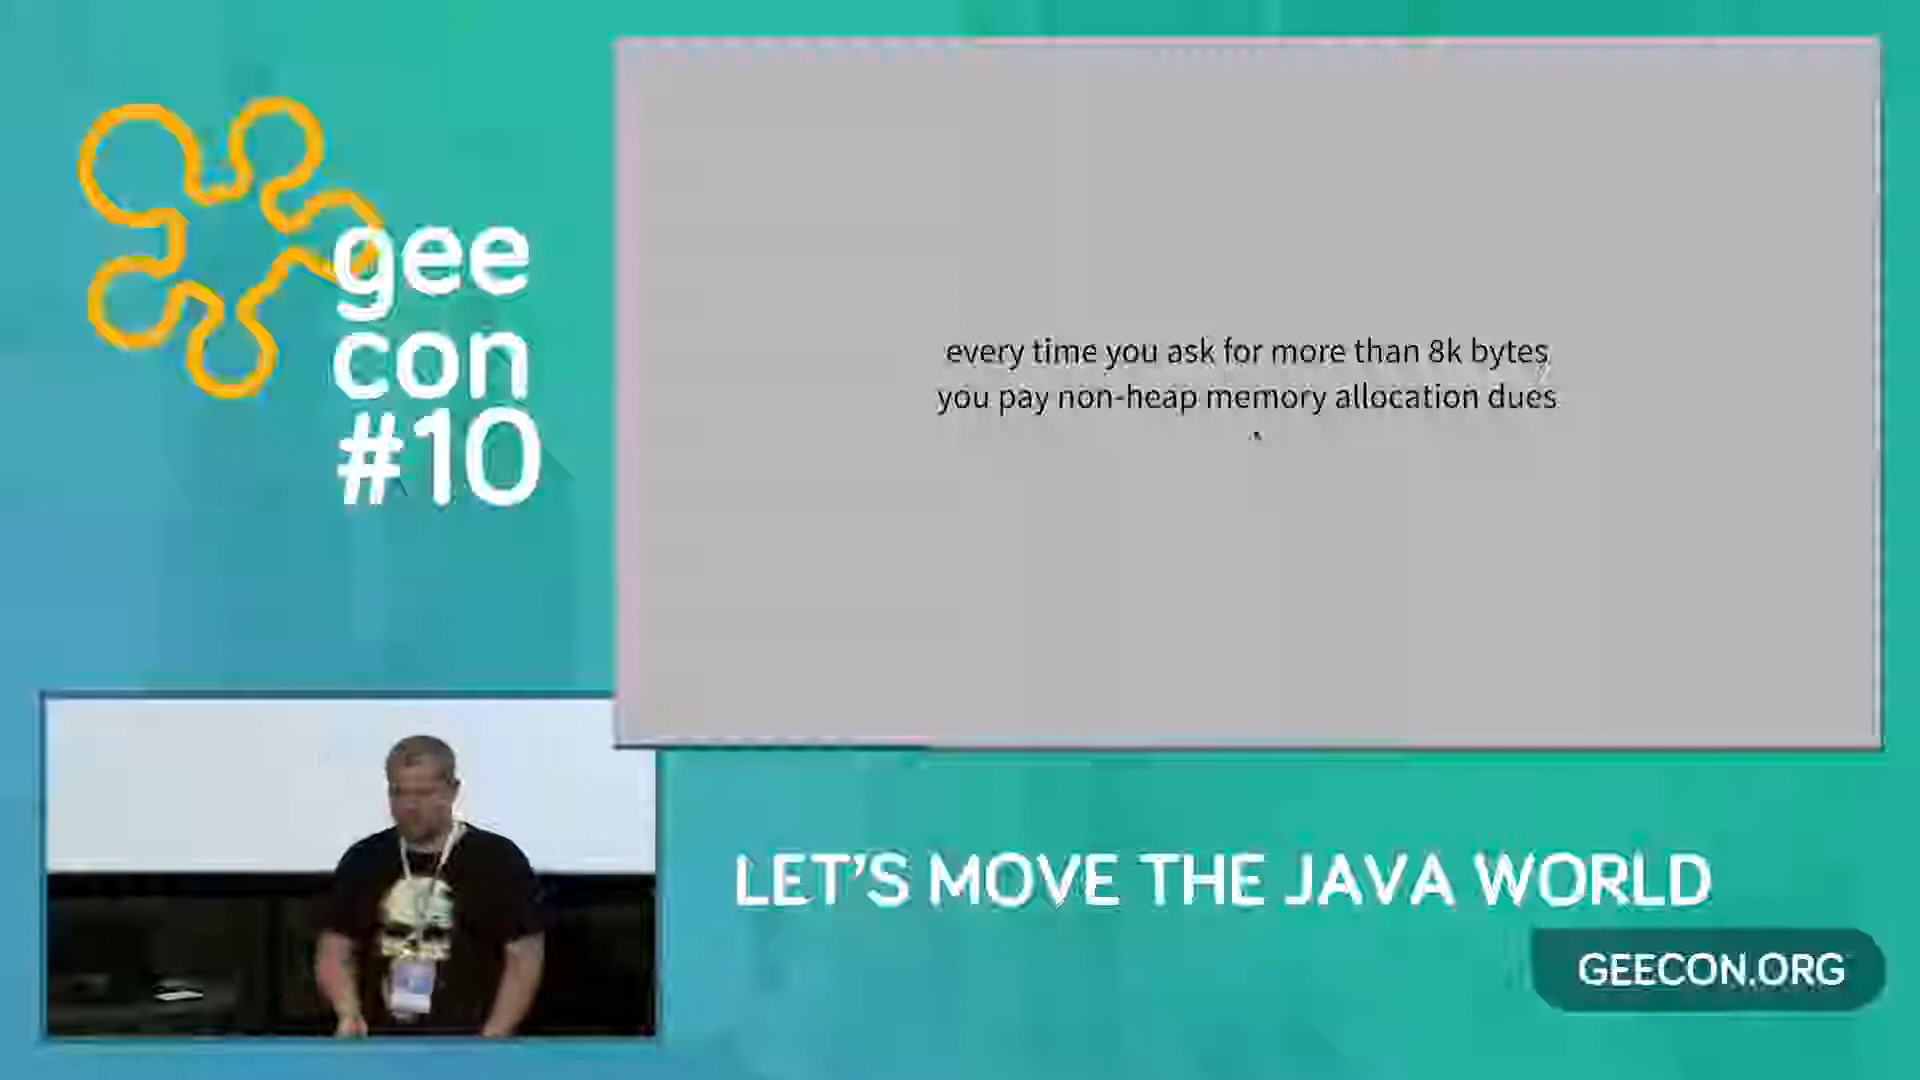 gee
con
#10
every time you ask for more than 8k bytes
you pay non-heap memory allocation dues
LET'S MOVE THE JAVA WORLD
GEECON.ORG